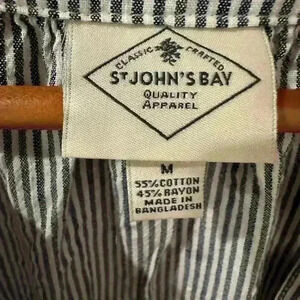 CLASSIC CRAFTED
ST JOHN'S BAY
QUALITY
APPAREL
M
55% COTTON
45% RAYON
MADE IN
BANGLADESH